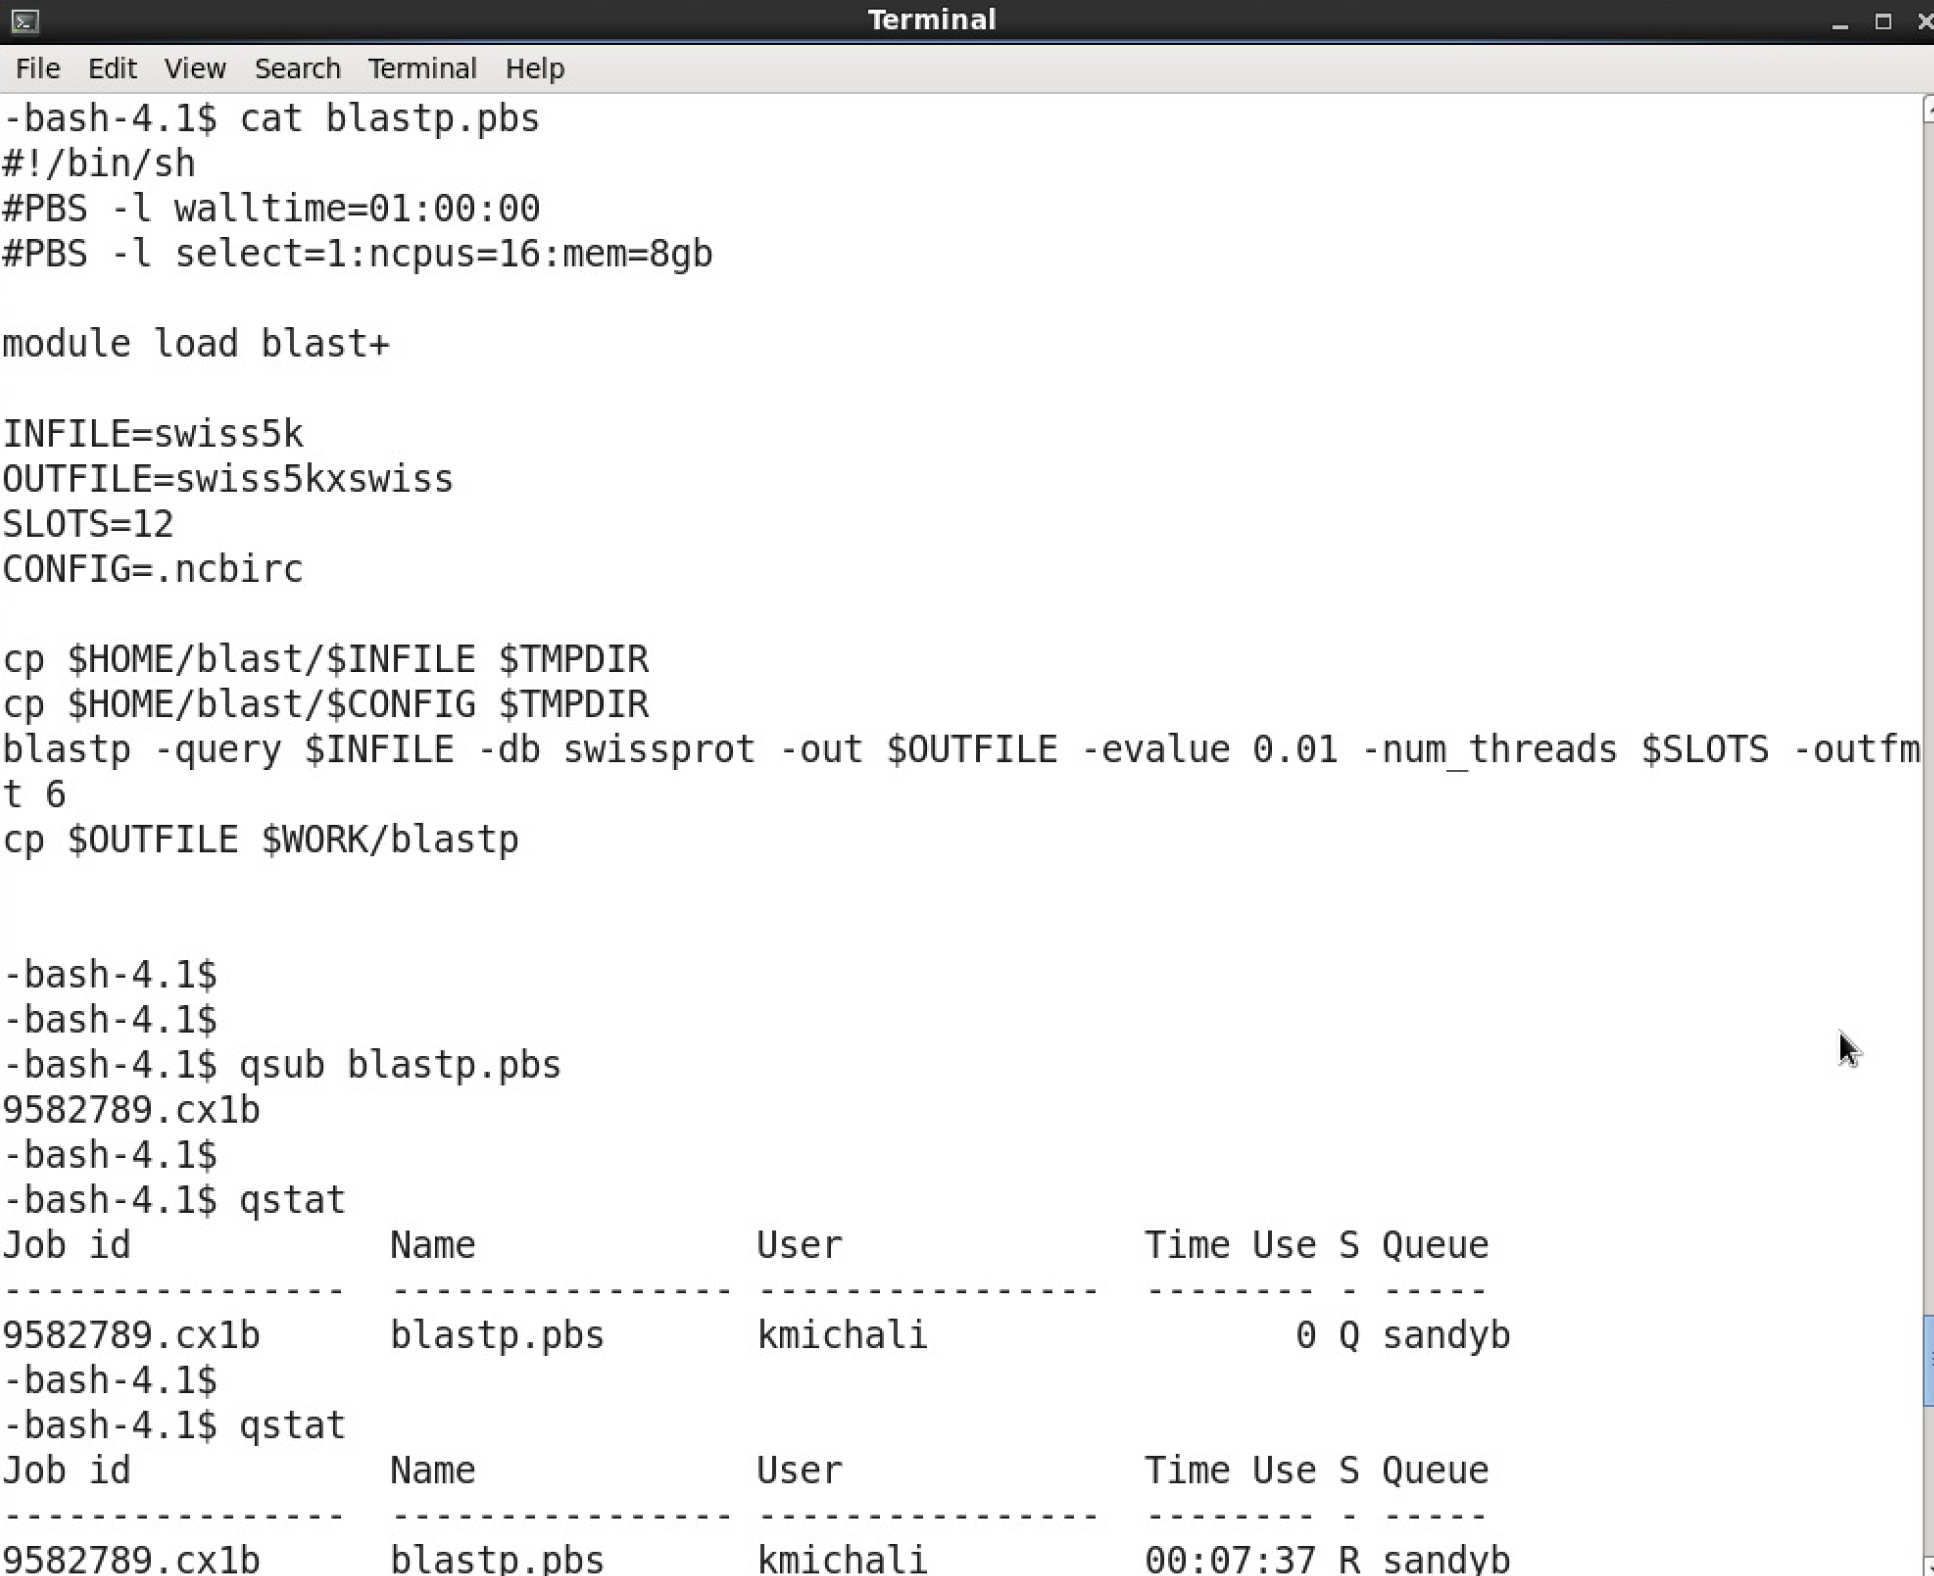 Terminal
File Edit View Search Terminal Help
-bash-4.1$ cat blastp.pbs
#!/bin/sh
#PBS -l walltime=01:00:00
#PBS -l select=1:ncpus=16:mem=8gb
module load blast+
INFILE=swiss5k
OUTFILE=swiss5kxswiss
SLOTS=12
CONFIG=.ncbirc
cp $HOME/blast/$INFILE $TMPDIR
cp $HOME/blast/$CONFIG $TMPDIR
blastp -query $INFILE -db swissprot -out $OUTFILE -evalue 0.01 -num_threads $SLOTS -outfm
t 6
cp $OUTFILE $WORK/blastp
-bash-4.1$
-bash-4.1$
-bash-4.1$ qsub blastp.pbs
9582789.cx1b
-bash-4.1$
-bash-4.1$ qstat
Job id            Name             User              Time Use S Queue
----------------  ---------------- ----------------  -------- - -----
9582789.cx1b      blastp.pbs       kmichali                 0 Q sandyb
-bash-4.1$
-bash-4.1$ qstat
Job id            Name             User              Time Use S Queue
----------------  ---------------- ----------------  -------- - -----
9582789.cx1b      blastp.pbs       kmichali          00:07:37 R sandyb